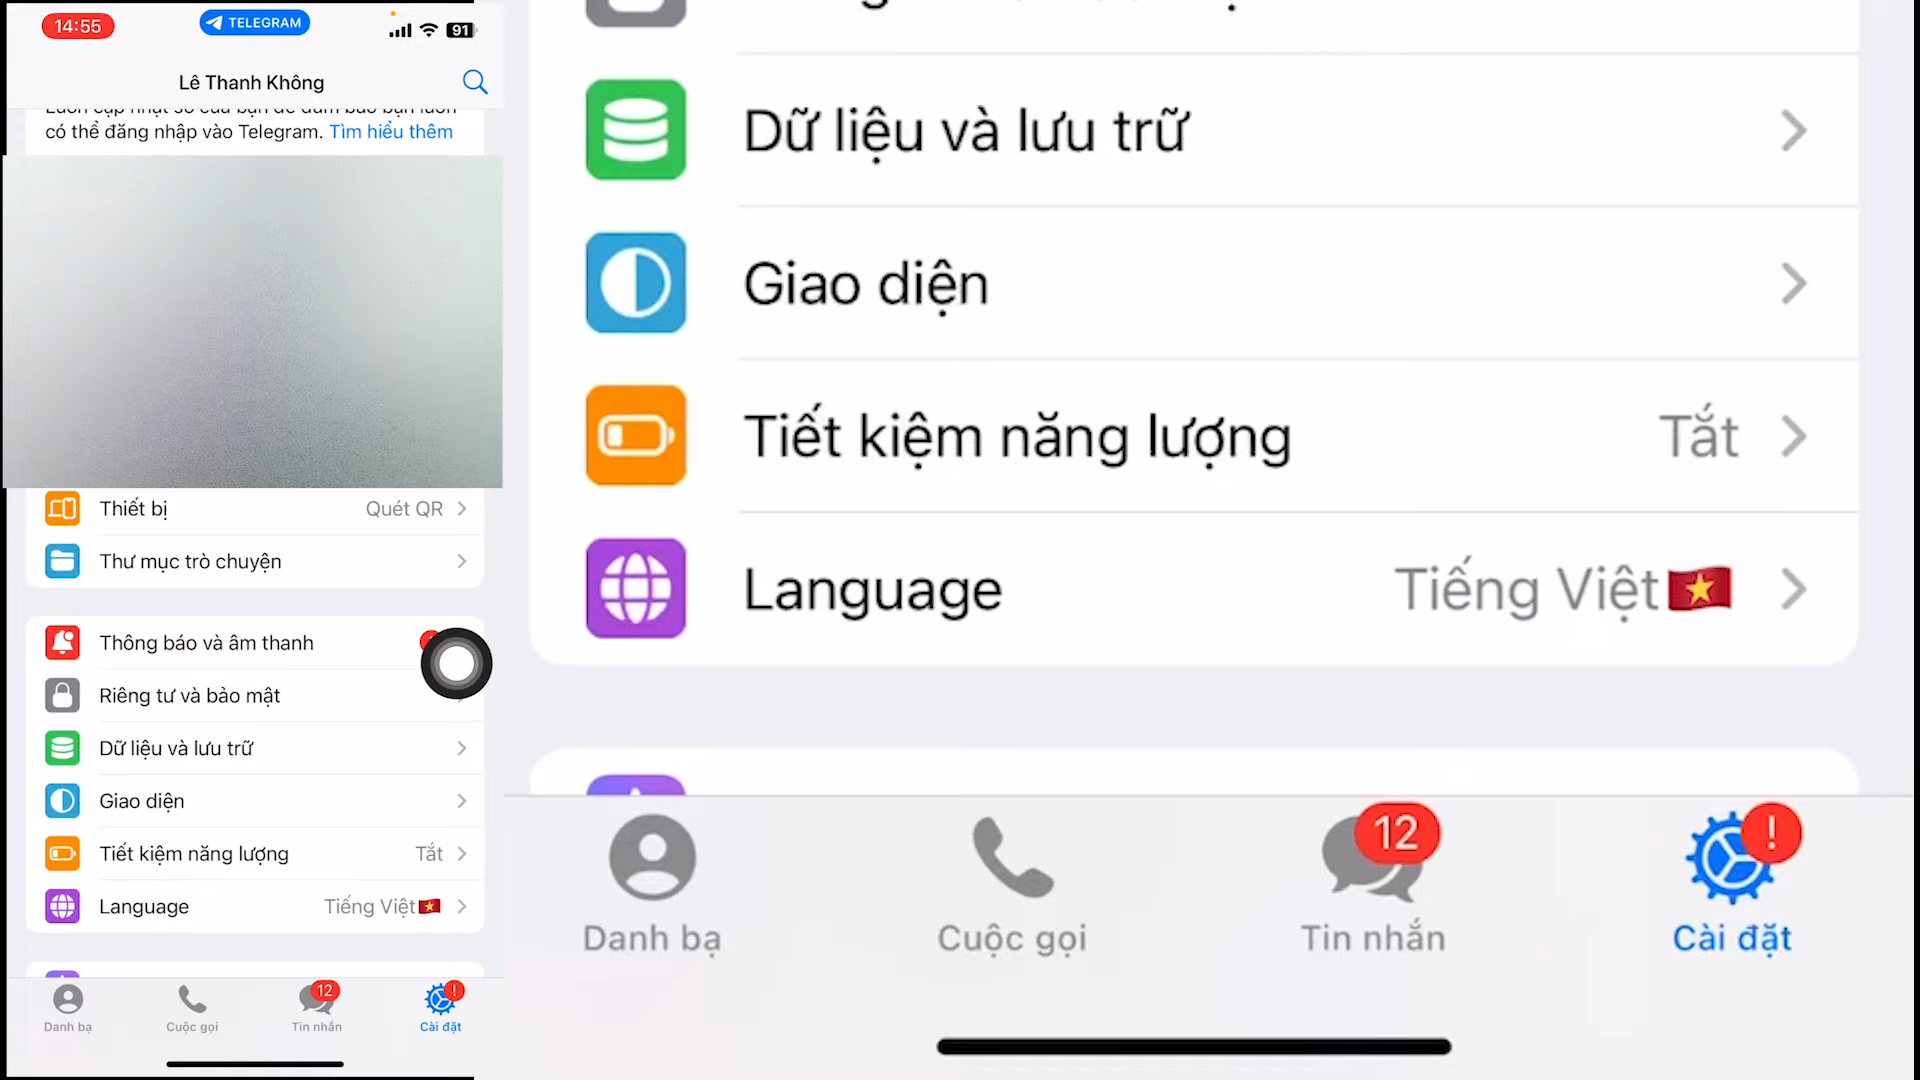 14:55
TELEGRAM
91
Lê Thanh Không
có thể đăng nhập vào Telegram. Tìm hiểu thêm
Thiết bị
Quét QR
Thư mục trò chuyện
Thông báo và âm thanh
Riêng tư và bảo mật
Dữ liệu và lưu trữ
Giao diện
Tiết kiệm năng lượng
Tắt
Language
Tiếng Việt
12
!
Danh bạ
Cuộc gọi
Tin nhắn
Cài đặt
Dữ liệu và lưu trữ
Giao diện
Tiết kiệm năng lượng
Tắt
Language
Tiếng Việt
12
!
Danh bạ
Cuộc gọi
Tin nhắn
Cài đặt